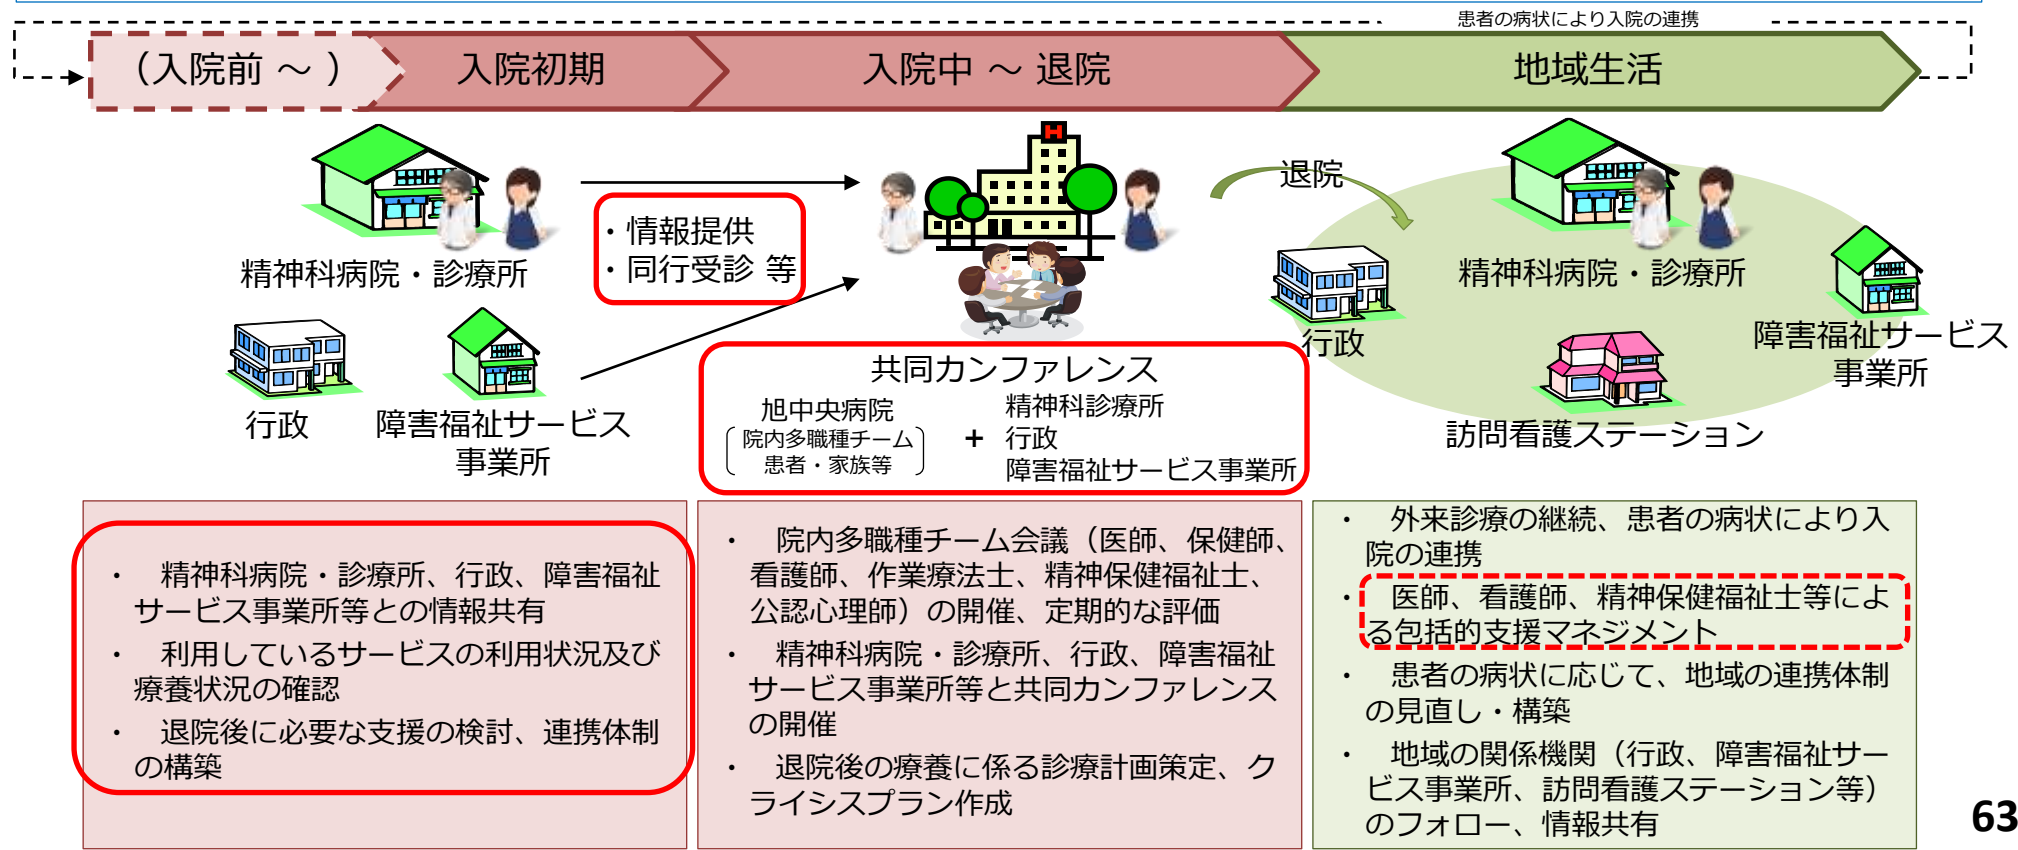 患者の病状により入院の連携
（入院前 ～ ）
入院初期
入院中 ～ 退院
地域生活
精神科病院・診療所
・情報提供
・同行受診 等
行政
障害福祉サービス
事業所
H
共同カンファレンス
旭中央病院
院内多職種チーム
患者・家族等
+
精神科診療所
行政
障害福祉サービス事業所
退院
精神科病院・診療所
行政
障害福祉サービス
事業所
訪問看護ステーション
・ 精神科病院・診療所、行政、障害福祉
サービス事業所等との情報共有
・ 利用しているサービスの利用状況及び
療養状況の確認
・ 退院後に必要な支援の検討、連携体制
の構築
・ 院内多職種チーム会議（医師、保健師、
看護師、作業療法士、精神保健福祉士、
公認心理師）の開催、定期的な評価
・ 精神科病院・診療所、行政、障害福祉
サービス事業所等と共同カンファレンス
の開催
・ 退院後の療養に係る診療計画策定、ク
ライシスプラン作成
・ 外来診療の継続、患者の病状により入
院の連携
・ 医師、看護師、精神保健福祉士等によ
る包括的支援マネジメント
・ 患者の病状に応じて、地域の連携体制
の見直し・構築
・ 地域の関係機関（行政、障害福祉サー
ビス事業所、訪問看護ステーション等）
のフォロー、情報共有
63